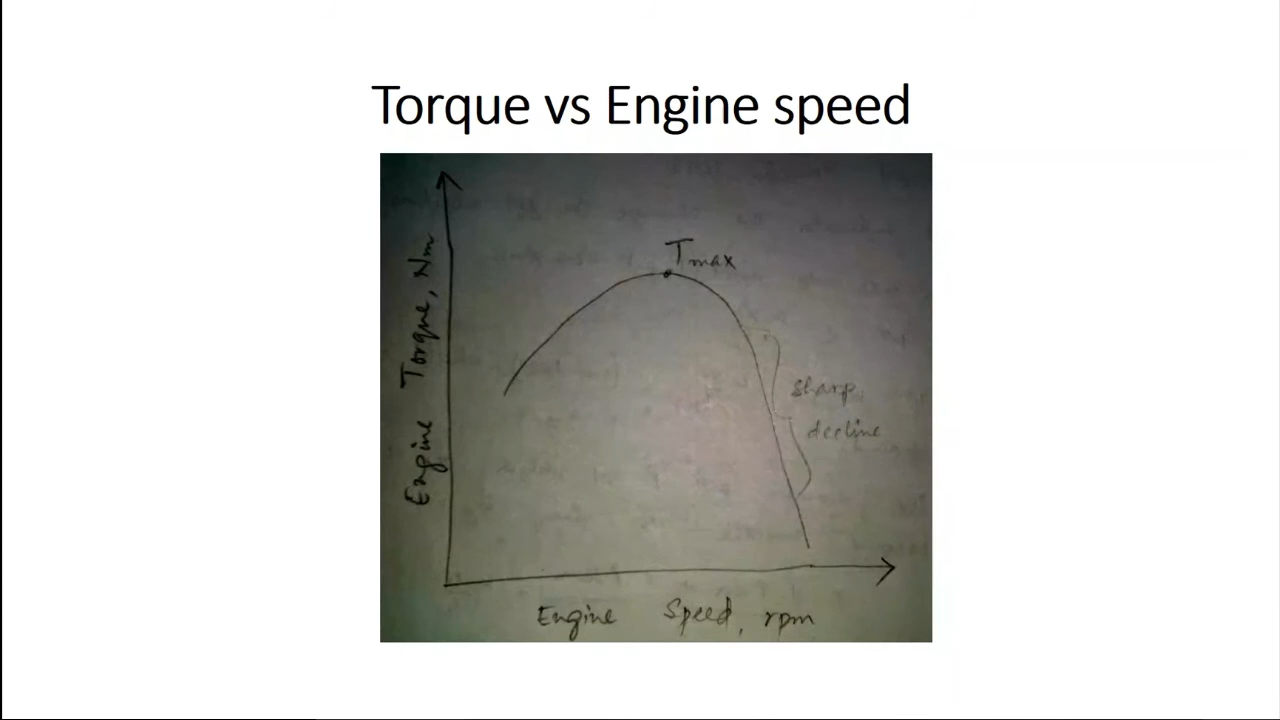 Torque vs Engine speed
Tmax
Engine Torque, Nm
sharp
decline
Engine Speed, rpm